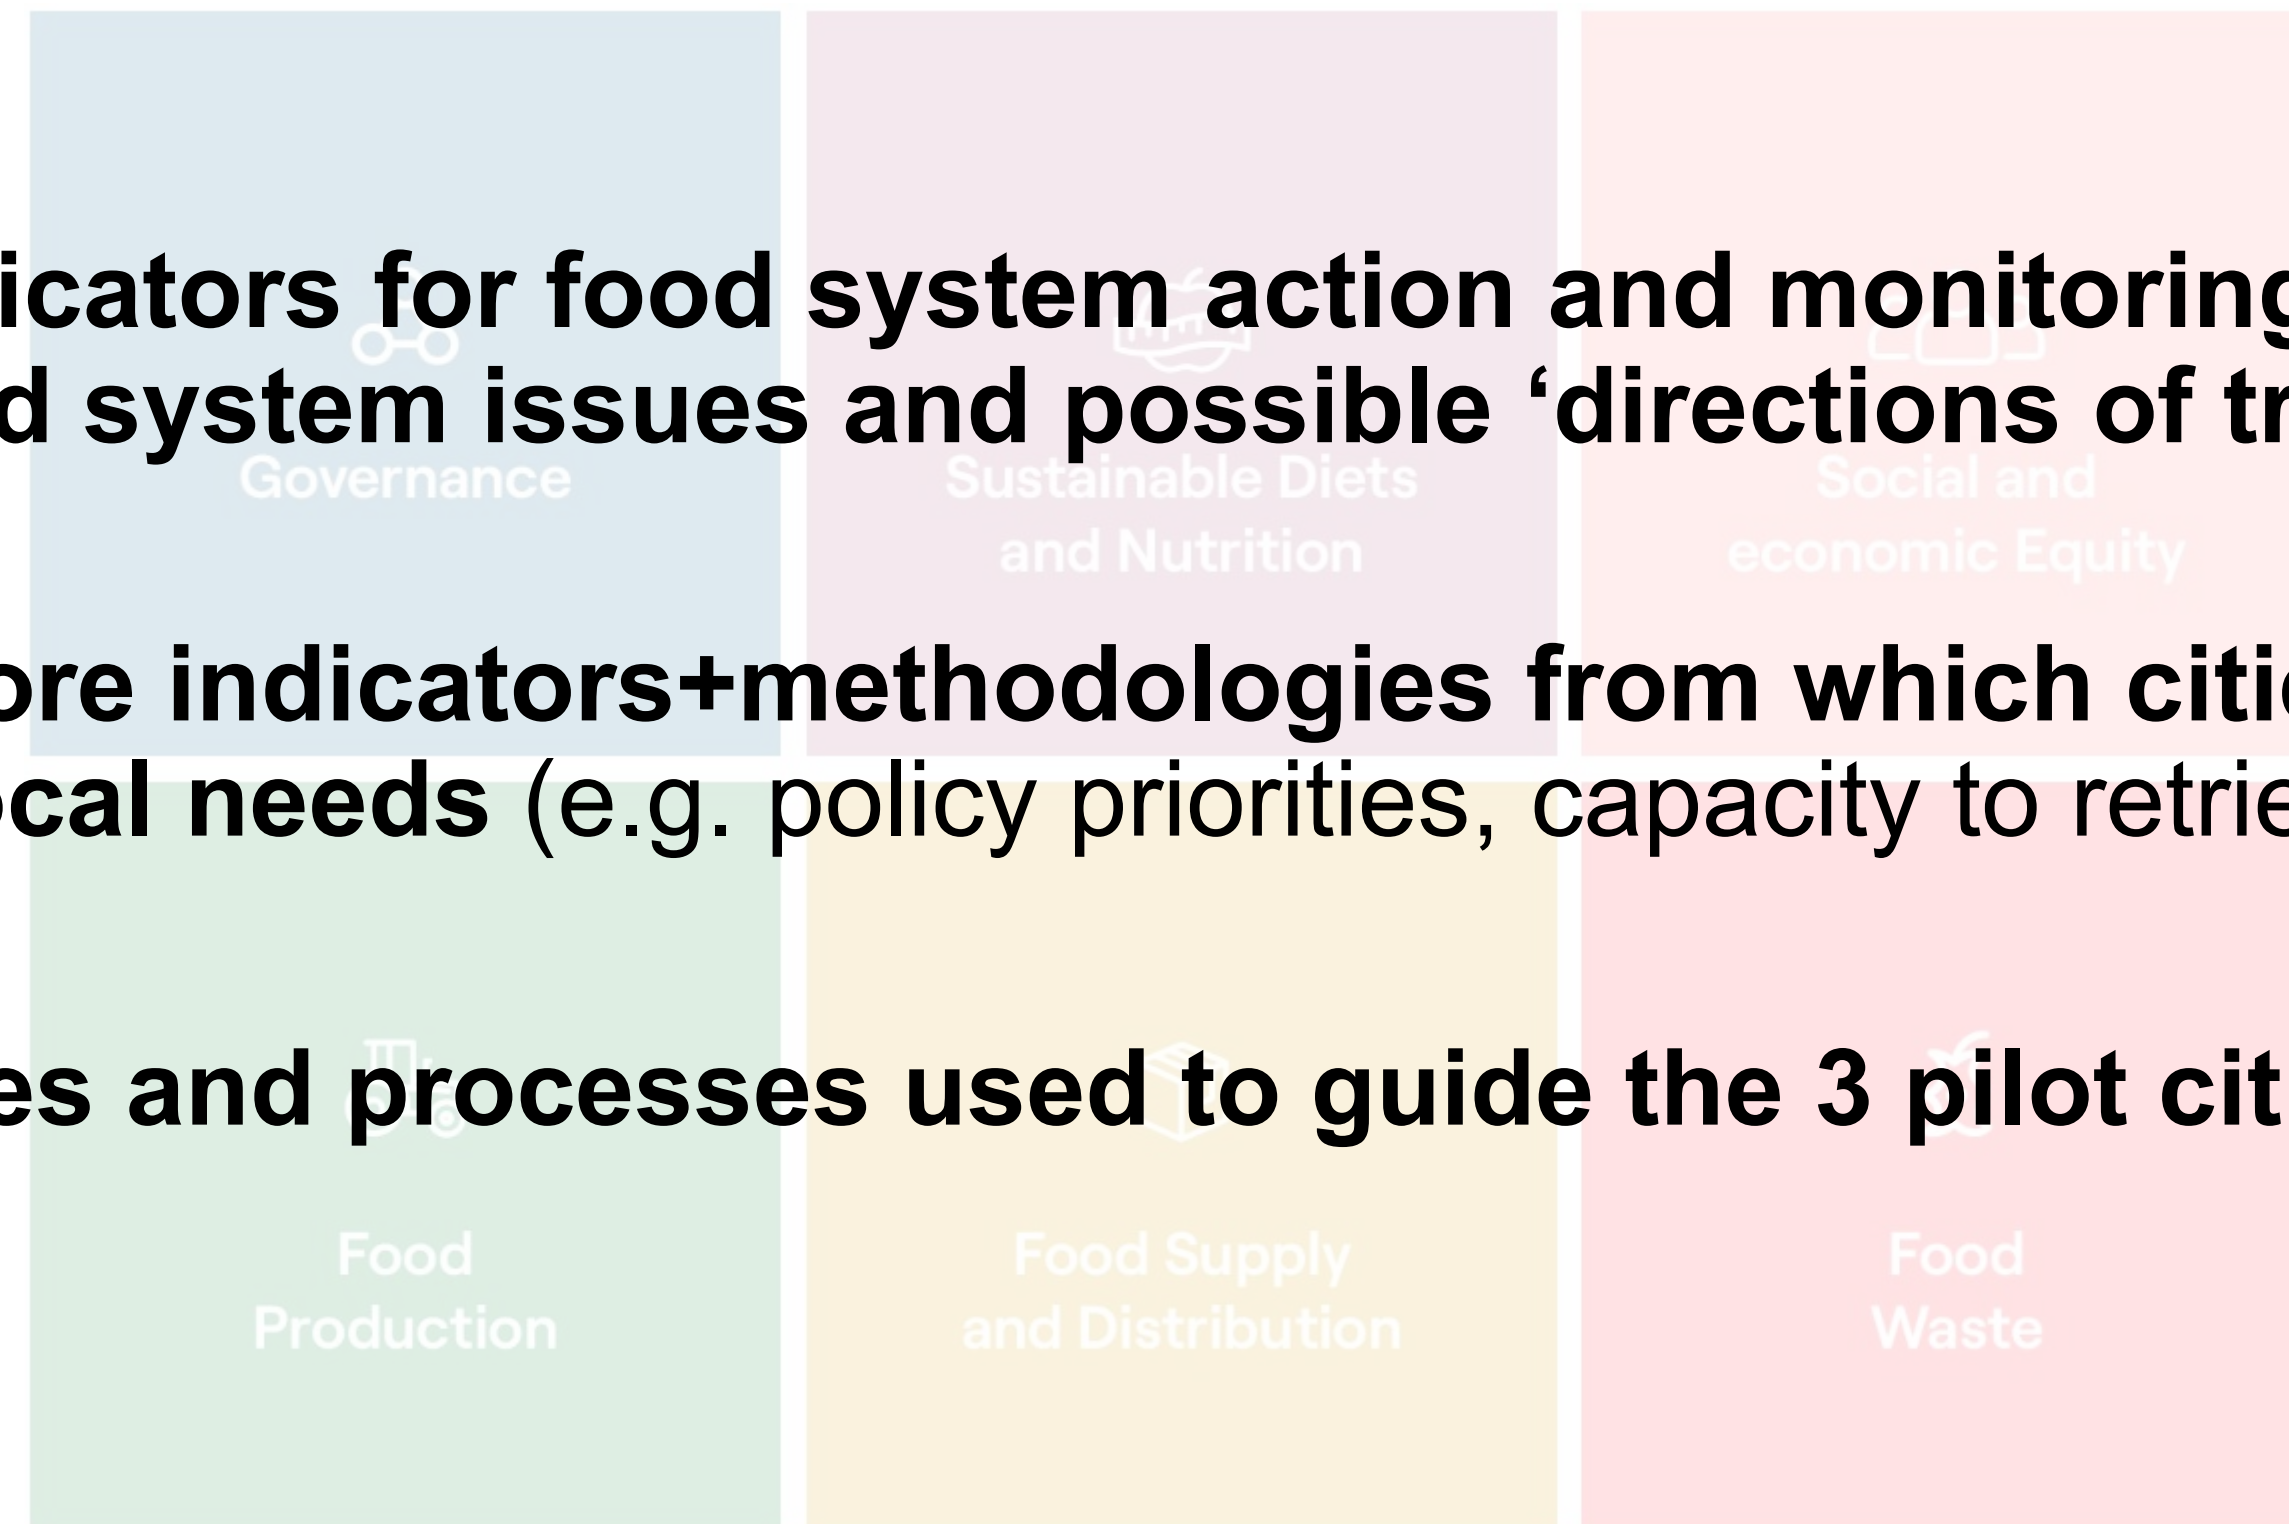 icators for food system action and monitoring
d system issues and possible ‘directions of tr
Governance
Sustainable Diets
and Nutrition
Social and
economic Equity
ore indicators+methodologies from which citie
ocal needs (e.g. policy priorities, capacity to retrie
es and processes used to guide the 3 pilot cit
Food
Production
Food Supply
and Distribution
Food
Waste